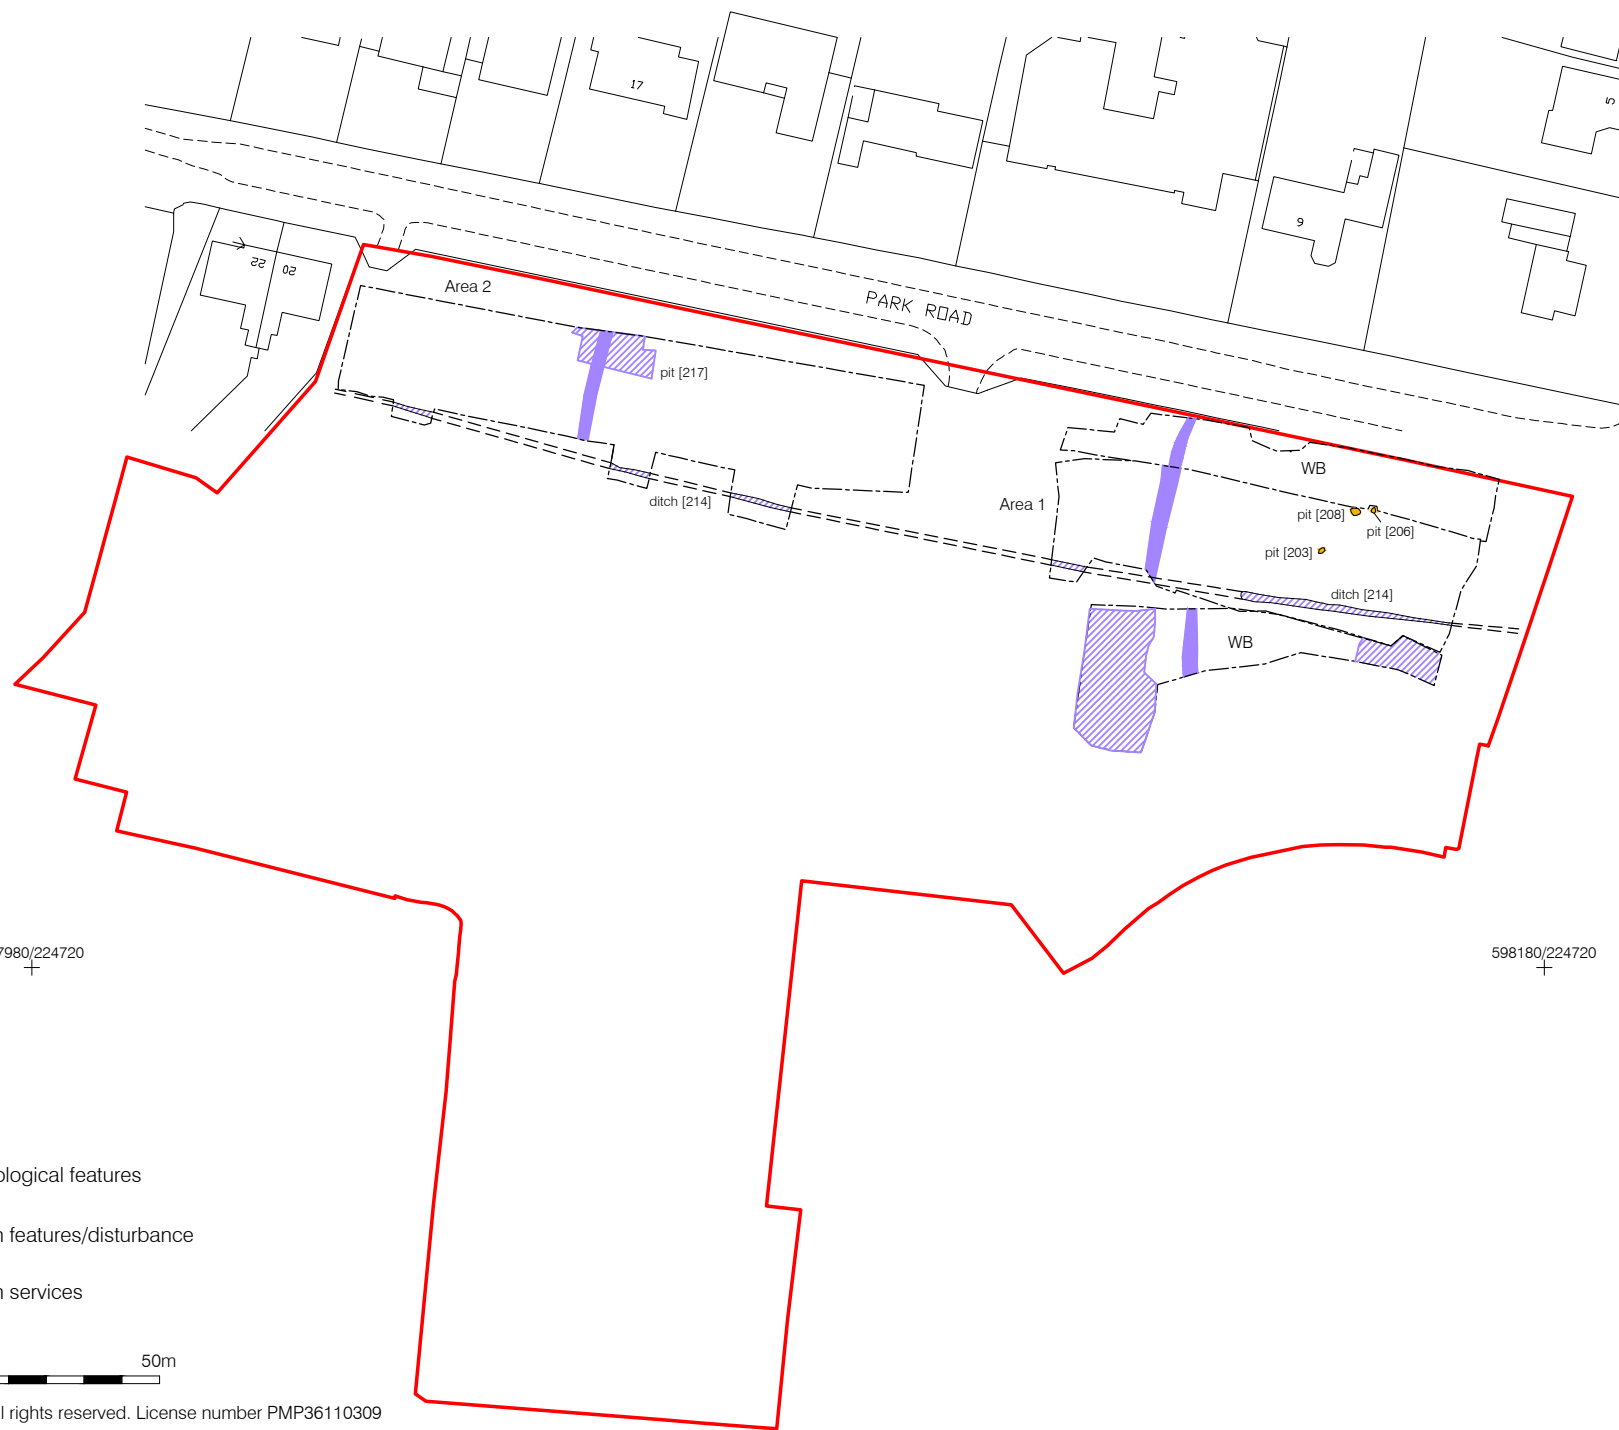 17
5
9
22
20
Area 2
PARK ROAD
pit [217]
WB
Area 1
ditch [214]
pit [208]
pit [206]
pit [203]
ditch [214]
WB
7980/224720
598180/224720
ological features
n features/disturbance
n services
50m
l rights reserved. License number PMP36110309